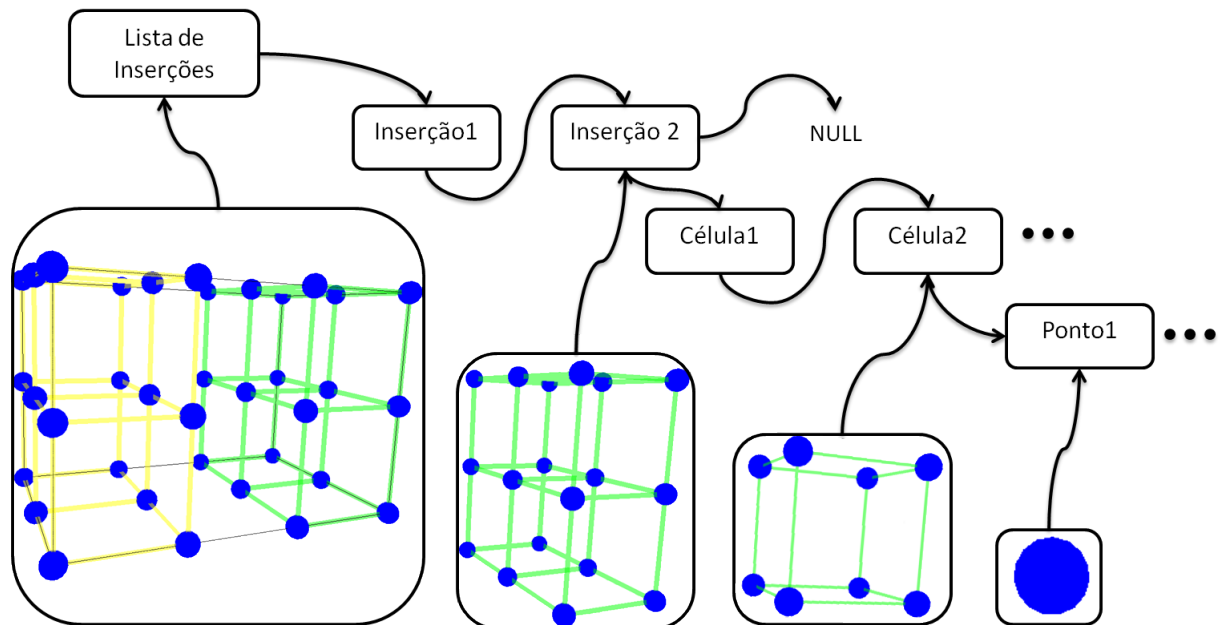 Lista de
Inserções
Inserção1
Inserção 2
NULL
Célula1
Célula2
Ponto1